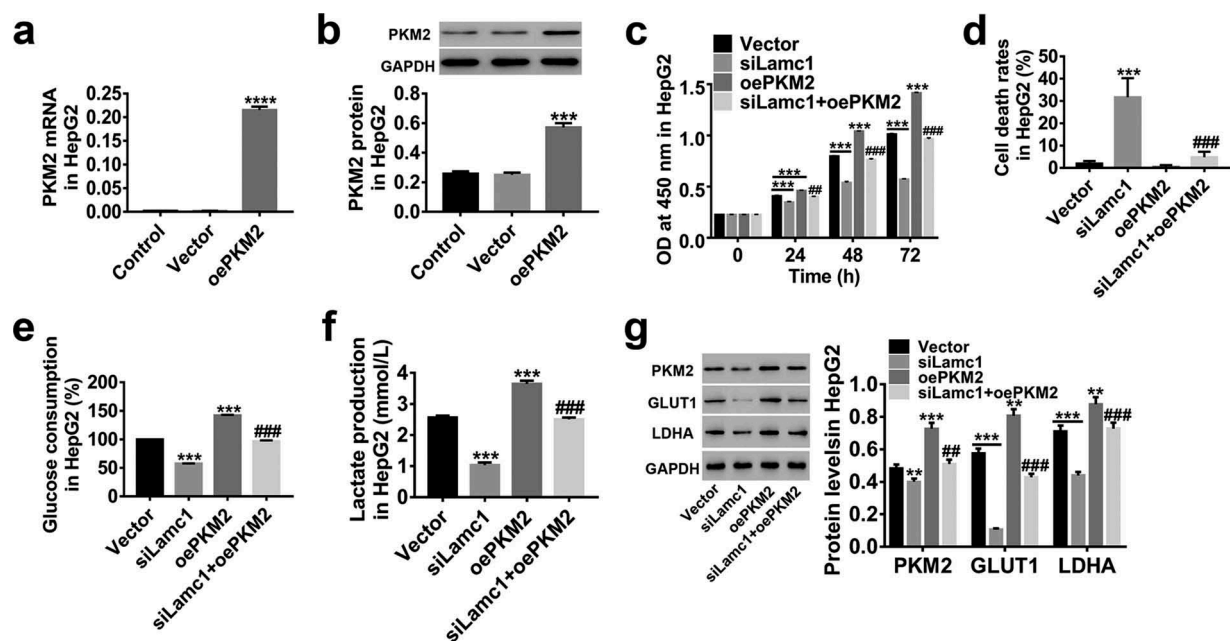 a
PKM2 mRNA
in HepG2
0.25
0.20
0.15
0.10
0.05
0.00
****
Control
Vector
oePKM2
b
PKM2
GAPDH
PKM2 protein
in HepG2
0.8
0.6
0.4
0.2
0.0
***
Control
Vector
oePKM2
c
Vector
siLamc1
oePKM2
siLamc1+oePKM2
OD at 450 nm in HepG2
1.5
1.0
0.5
0.0
***
***
##
***
***
###
***
***
###
0
24
48
72
Time (h)
d
Cell death rates
in HepG2 (%)
50
40
30
20
10
0
***
###
Vector
siLamc1
oePKM2
siLamc1+oePKM2
e
Glucose consumption
in HepG2 (%)
200
150
100
50
0
***
***
###
Vector
siLamc1
oePKM2
siLamc1+oePKM2
f
Lactate production
in HepG2 (mmol/L)
5
4
3
2
1
0
***
***
###
Vector
siLamc1
oePKM2
siLamc1+oePKM2
g
PKM2
GLUT1
LDHA
GAPDH
Vector
siLamc1
oePKM2
siLamc1+oePKM2
Vector
siLamc1
oePKM2
siLamc1+oePKM2
Protein levelsin HepG2
1.0
0.8
0.6
0.4
0.2
0.0
**
***
##
***
**
###
***
**
###
PKM2
GLUT1
LDHA